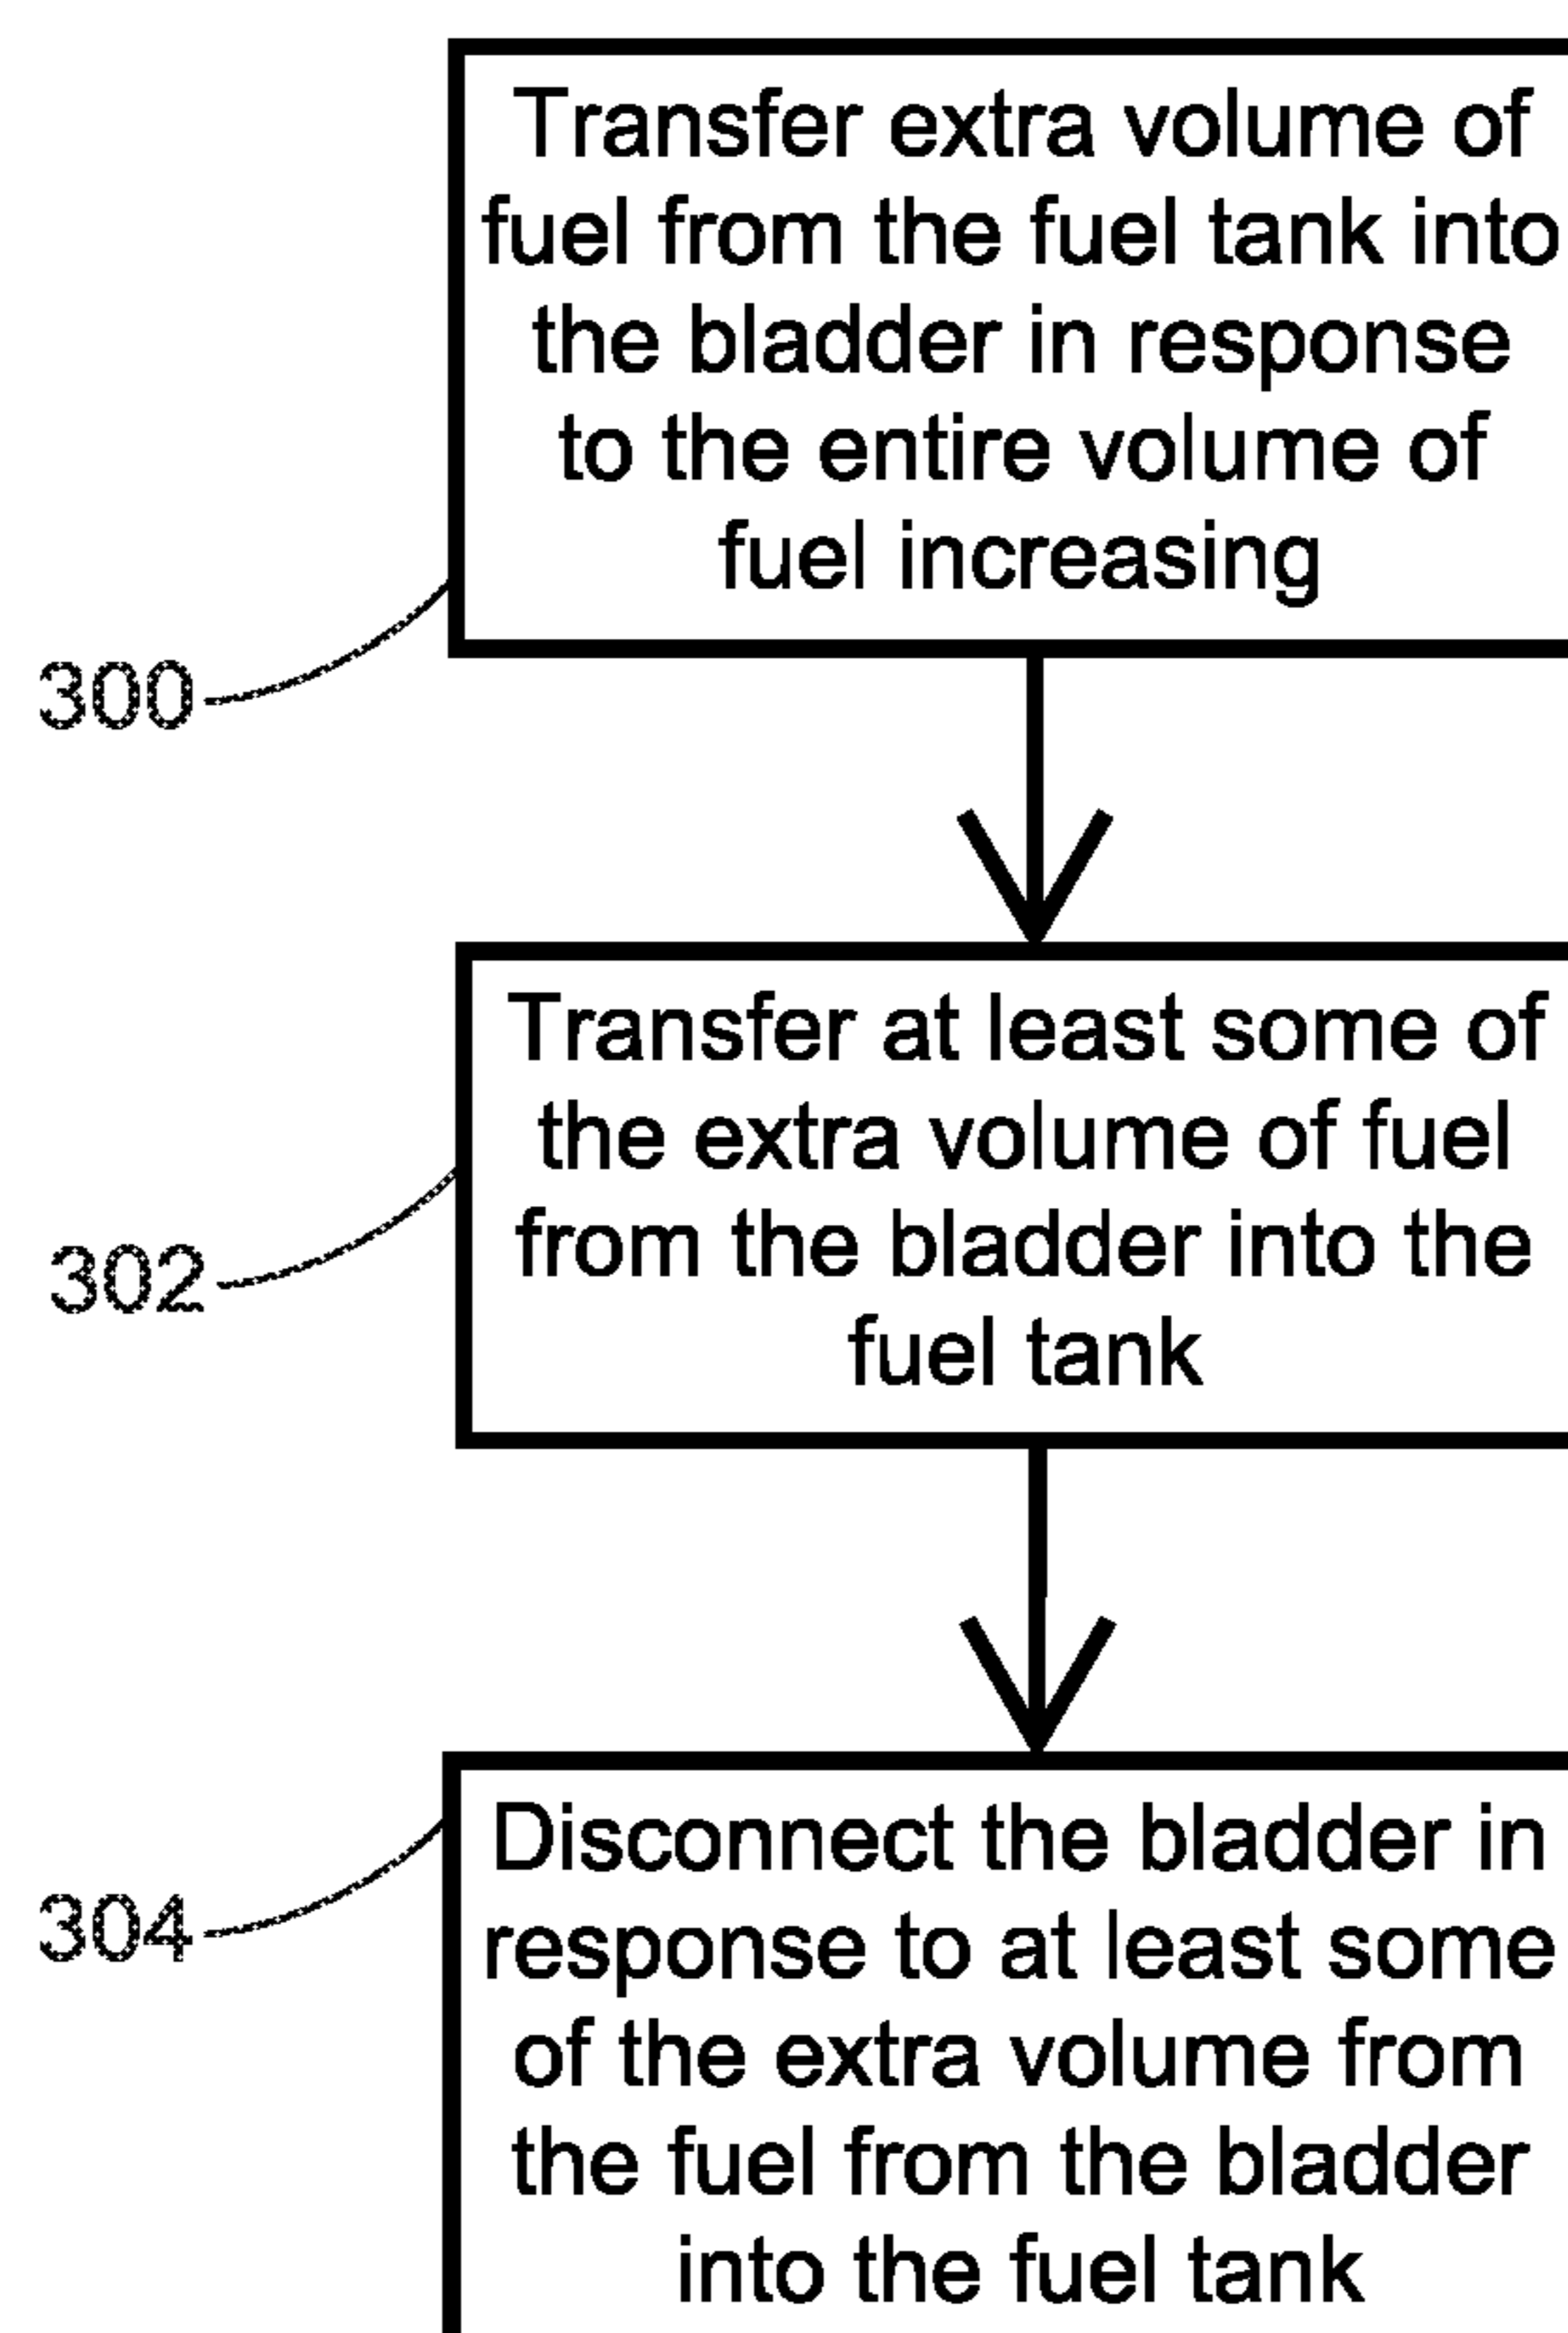 Transfer extra volume of
fuel from the fuel tank into
the bladder in response
to the entire volume of
fuel increasing
300
Transfer at least some of
the extra volume of fuel
from the bladder into the
fuel tank
302
Disconnect the bladder in
response to at least some
of the extra volume from
the fuel from the bladder
into the fuel tank
304